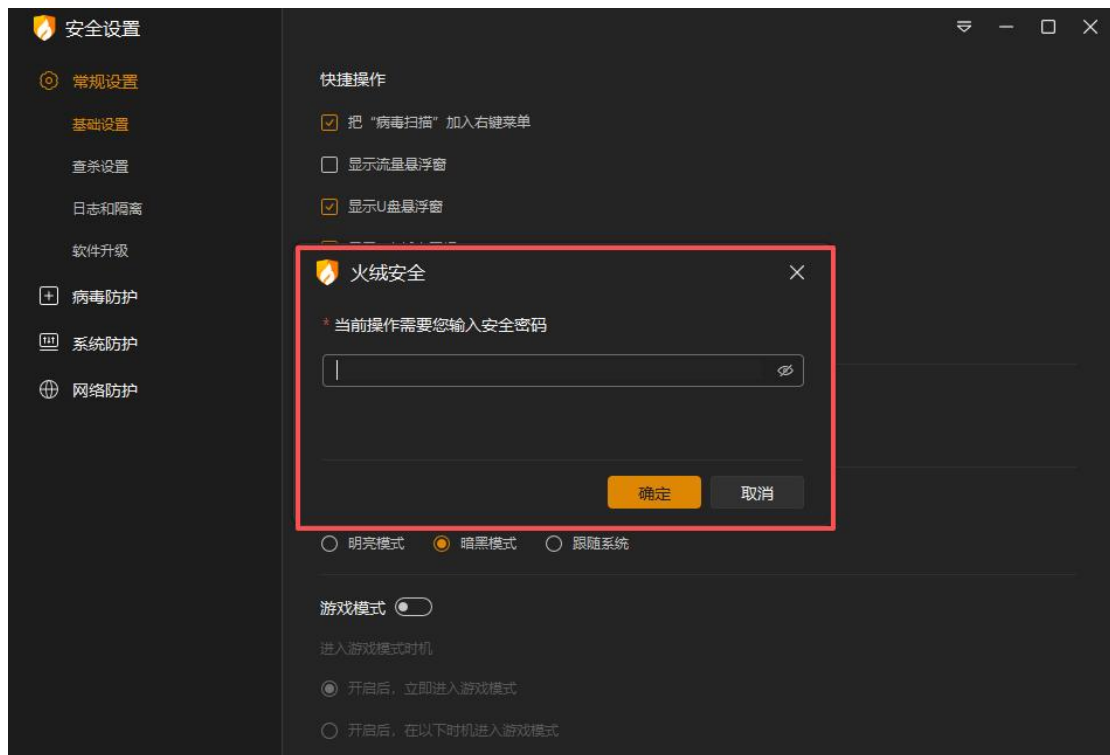 安全设置
常规设置
基础设置
查杀设置
日志和隔离
软件升级
病毒防护
系统防护
网络防护
快捷操作
把“病毒扫描”加入右键菜单
显示流量悬浮窗
显示U盘悬浮窗
火绒安全
* 当前操作需要您输入安全密码
确定 取消
明亮模式 暗黑模式 跟随系统
游戏模式
进入游戏模式时机
开启后，立即进入游戏模式
开启后，在以下时机进入游戏模式